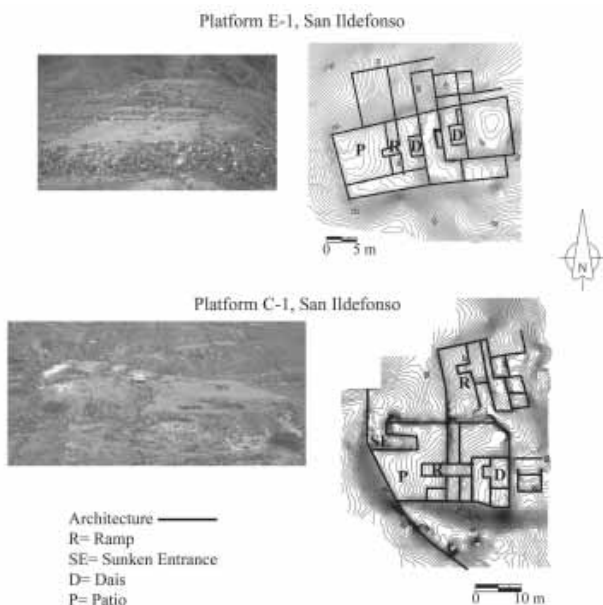 Platform E-1, San Ildefonso
P R D D
0 5 m
N
Platform C-1, San Ildefonso
R
P R D
Architecture
R= Ramp
SE= Sunken Entrance
D= Dais
P= Patio
0 10 m